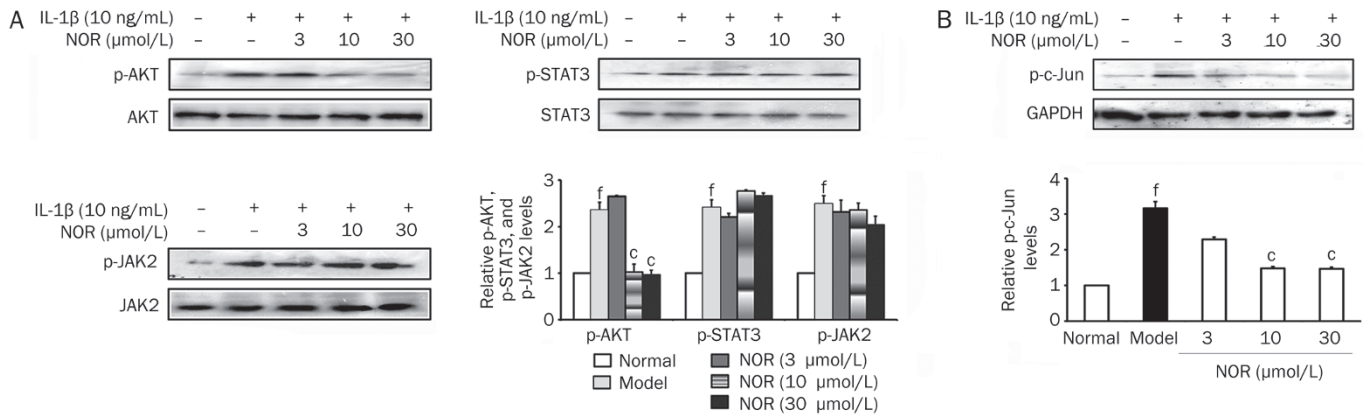 A
IL-1β (10 ng/mL) – + + + +
NOR (μmol/L) – – 3 10 30
p-AKT
AKT
IL-1β (10 ng/mL) – + + + +
NOR (μmol/L) – – 3 10 30
p-STAT3
STAT3
IL-1β (10 ng/mL) – + + + +
NOR (μmol/L) – – 3 10 30
p-JAK2
JAK2
Relative p-AKT,
p-STAT3, and
p-JAK2 levels
3
2
1
0
f
c
c
f
f
p-AKT p-STAT3 p-JAK2
Normal
Model
NOR (3 μmol/L)
NOR (10 μmol/L)
NOR (30 μmol/L)
B
IL-1β (10 ng/mL) – + + + +
NOR (μmol/L) – – 3 10 30
p-c-Jun
GAPDH
Relative p-c-Jun
levels
4
3
2
1
0
f
c
c
Normal Model 3 10 30
NOR (μmol/L)